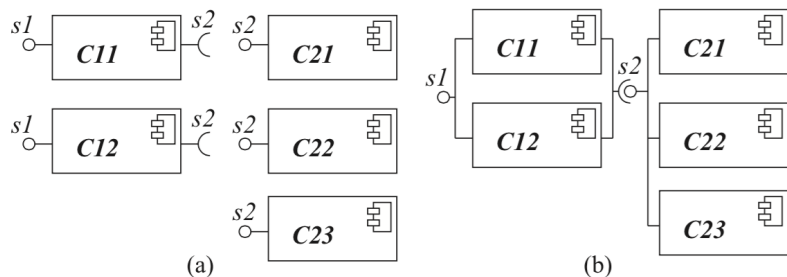 s1 C11 s2 s2 C21
s1 C12 s2 s2 C22
s2 C23
(a)
C11 C21
s1 s2
C12 C22
C23
(b)